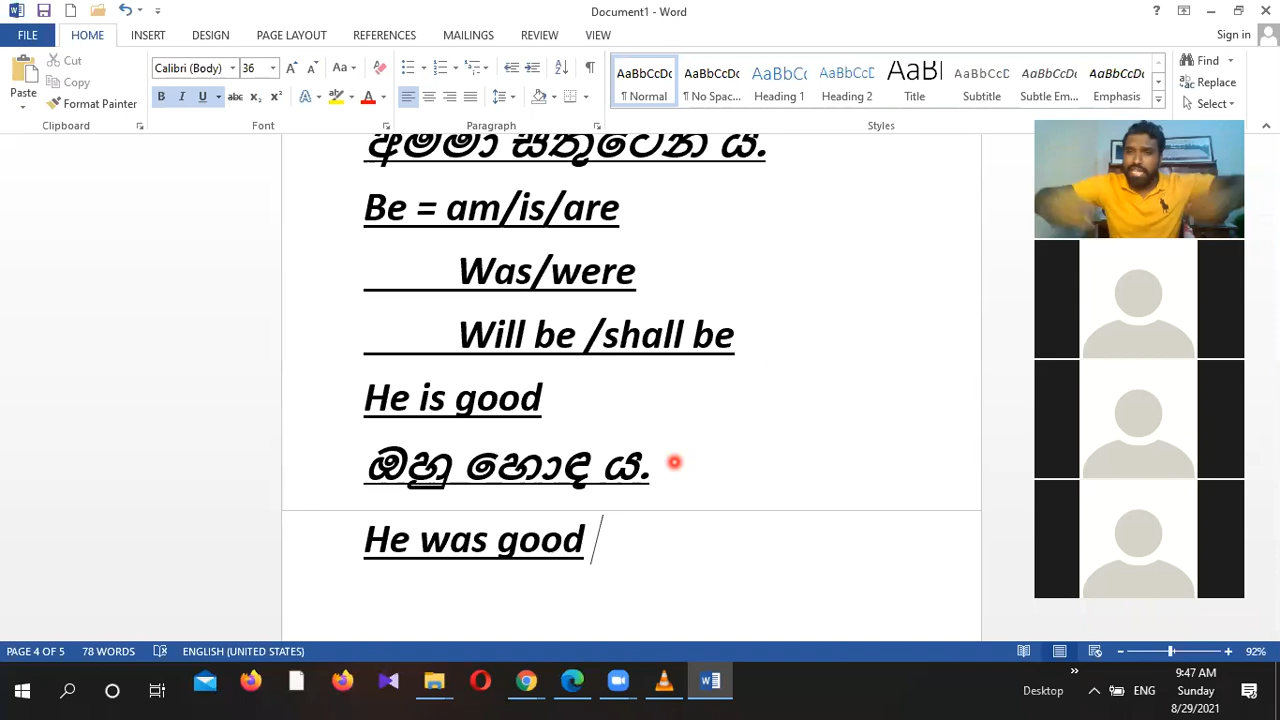 Document1 - Word
Sign in
FILE HOME INSERT DESIGN PAGE LAYOUT REFERENCES MAILINGS REVIEW VIEW
Paste
Cut
Copy
Format Painter
Clipboard
Calibri (Body) 36
Font
Paragraph
AaBbCcDc AaBbCcDc AaBbCc AaBbCcD AaB AaBbCcD AaBbCcDc AaBbCcDc
¶ Normal ¶ No Spac... Heading 1 Heading 2 Title Subtitle Subtle Em... Emphasis
Styles
Find
Replace
Select
අම්මා සතුටෙන් ය.
Be = am/is/are
Was/were
Will be /shall be
He is good
ඔහු හොඳ ය.
He was good
PAGE 4 OF 5 78 WORDS ENGLISH (UNITED STATES)
92%
Desktop
ENG
9:47 AM
Sunday
8/29/2021